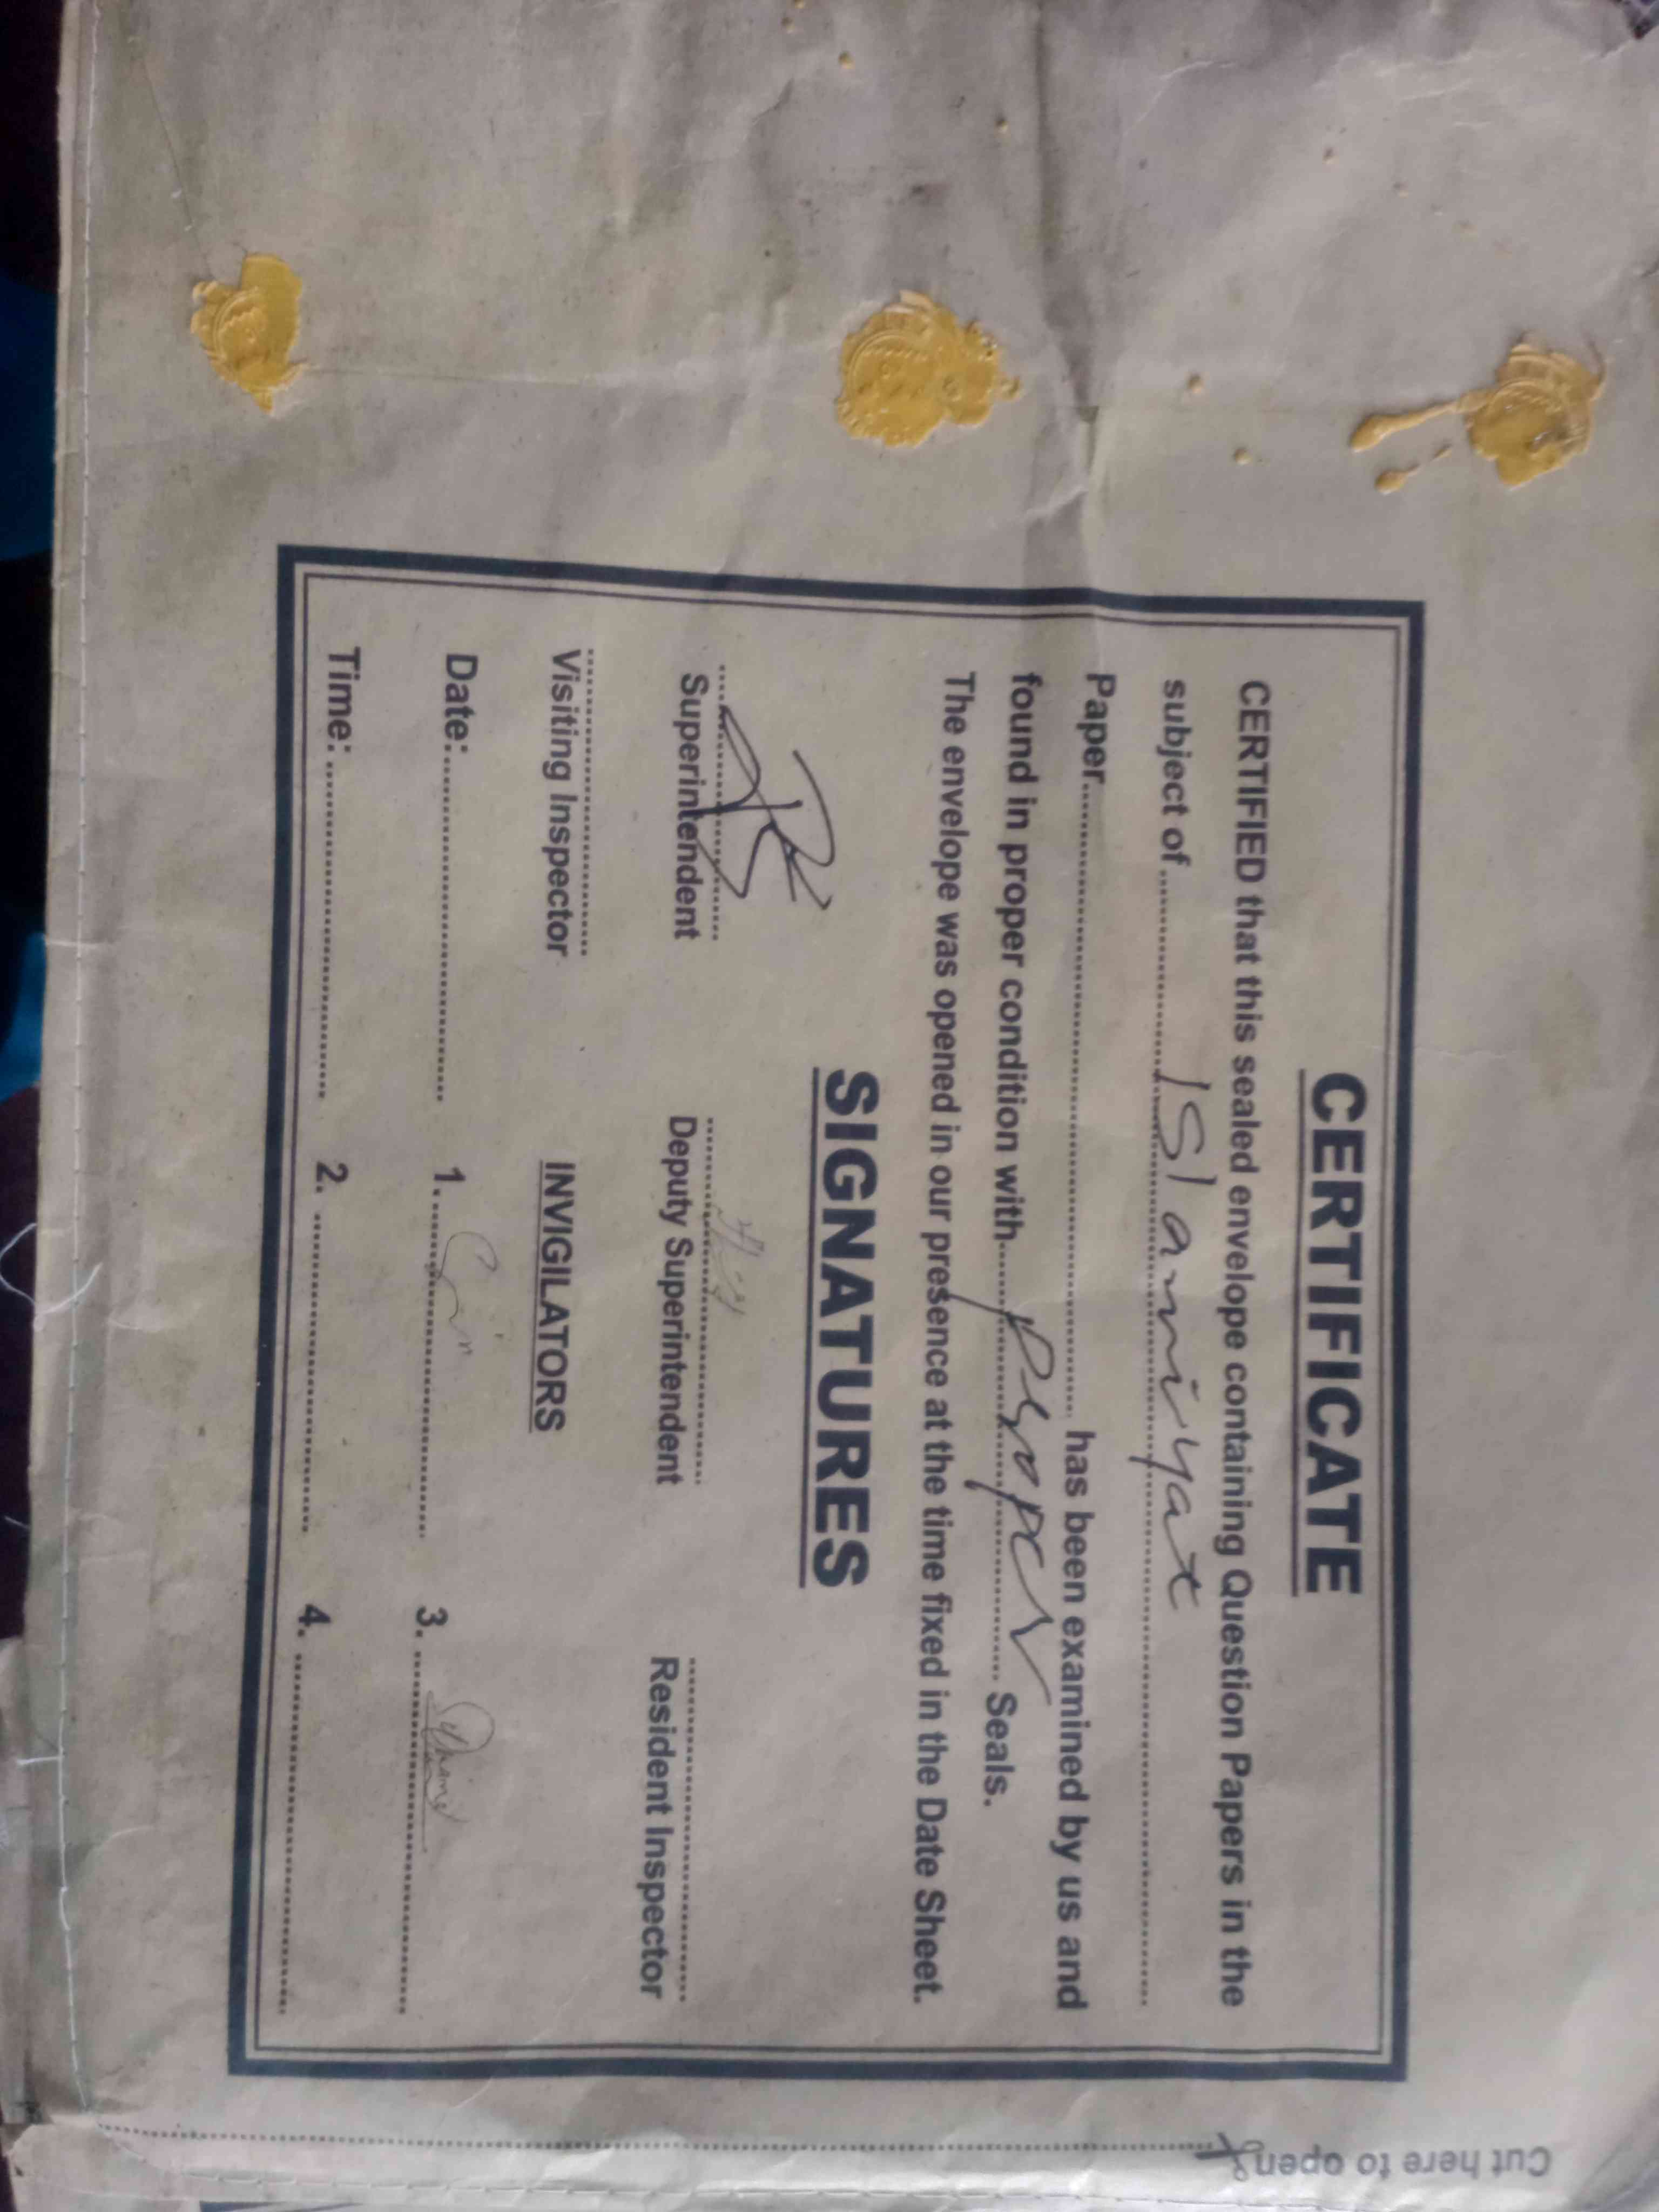 CERTIFICATE
CERTIFIED that this sealed envelope containing Question Papers in the
subject of .......... Islamiyat ..........
Paper.......... has been examined by us and
found in proper condition with.......... Proper .......... Seals.
The envelope was opened in our presence at the time fixed in the Date Sheet.
SIGNATURES
Superintendent Deputy Superintendent Resident Inspector
Visiting Inspector INVIGILATORS
Date:.......... 1........... 3. ..........
Time: .......... 2. .......... 4. ..........
Cut here to open